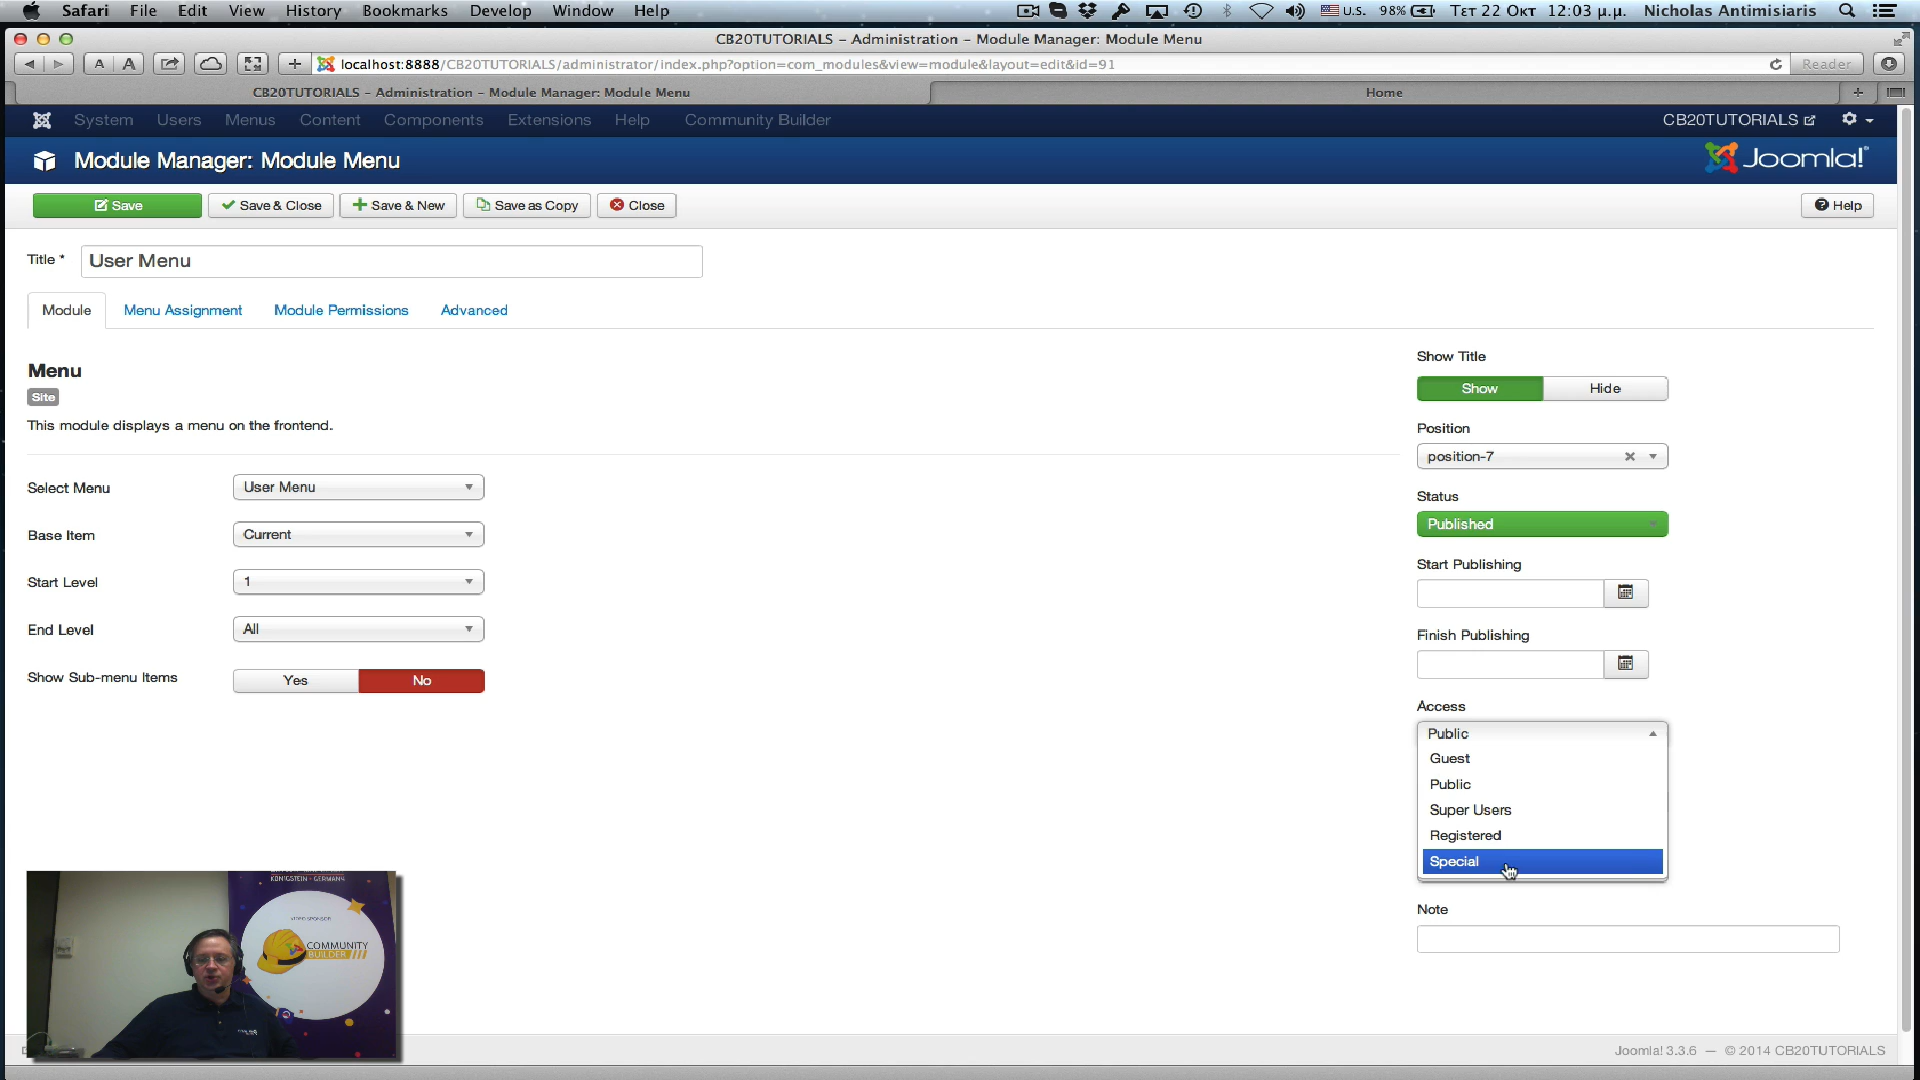 Safari File Edit View History Bookmarks Develop Window Help U.S. 98% Τετ 22 Οκτ 12:03 μ.μ. Nicholas Antimisiaris
CB20TUTORIALS – Administration – Module Manager: Module Menu
A A + localhost:8888/CB20TUTORIALS/administrator/index.php?option=com_modules&view=module&layout=edit&id=91 Reader
CB20TUTORIALS – Administration – Module Manager: Module Menu Home +
System Users Menus Content Components Extensions Help Community Builder CB20TUTORIALS
Module Manager: Module Menu Joomla!®
Save Save & Close Save & New Save as Copy Close Help
Title * User Menu
Module Menu Assignment Module Permissions Advanced
Menu
Site
This module displays a menu on the frontend.
Select Menu User Menu
Base Item Current
Start Level 1
End Level All
Show Sub-menu Items Yes No
Show Title
Show Hide
Position
position-7
Status
Published
Start Publishing
Finish Publishing
Access
Public
Guest
Public
Super Users
Registered
Special
Note
KÖNIGSTEIN - GERMANY
VIDEO SPONSOR
COMMUNITY
BUILDER
Joomla! 3.3.6 — © 2014 CB20TUTORIALS